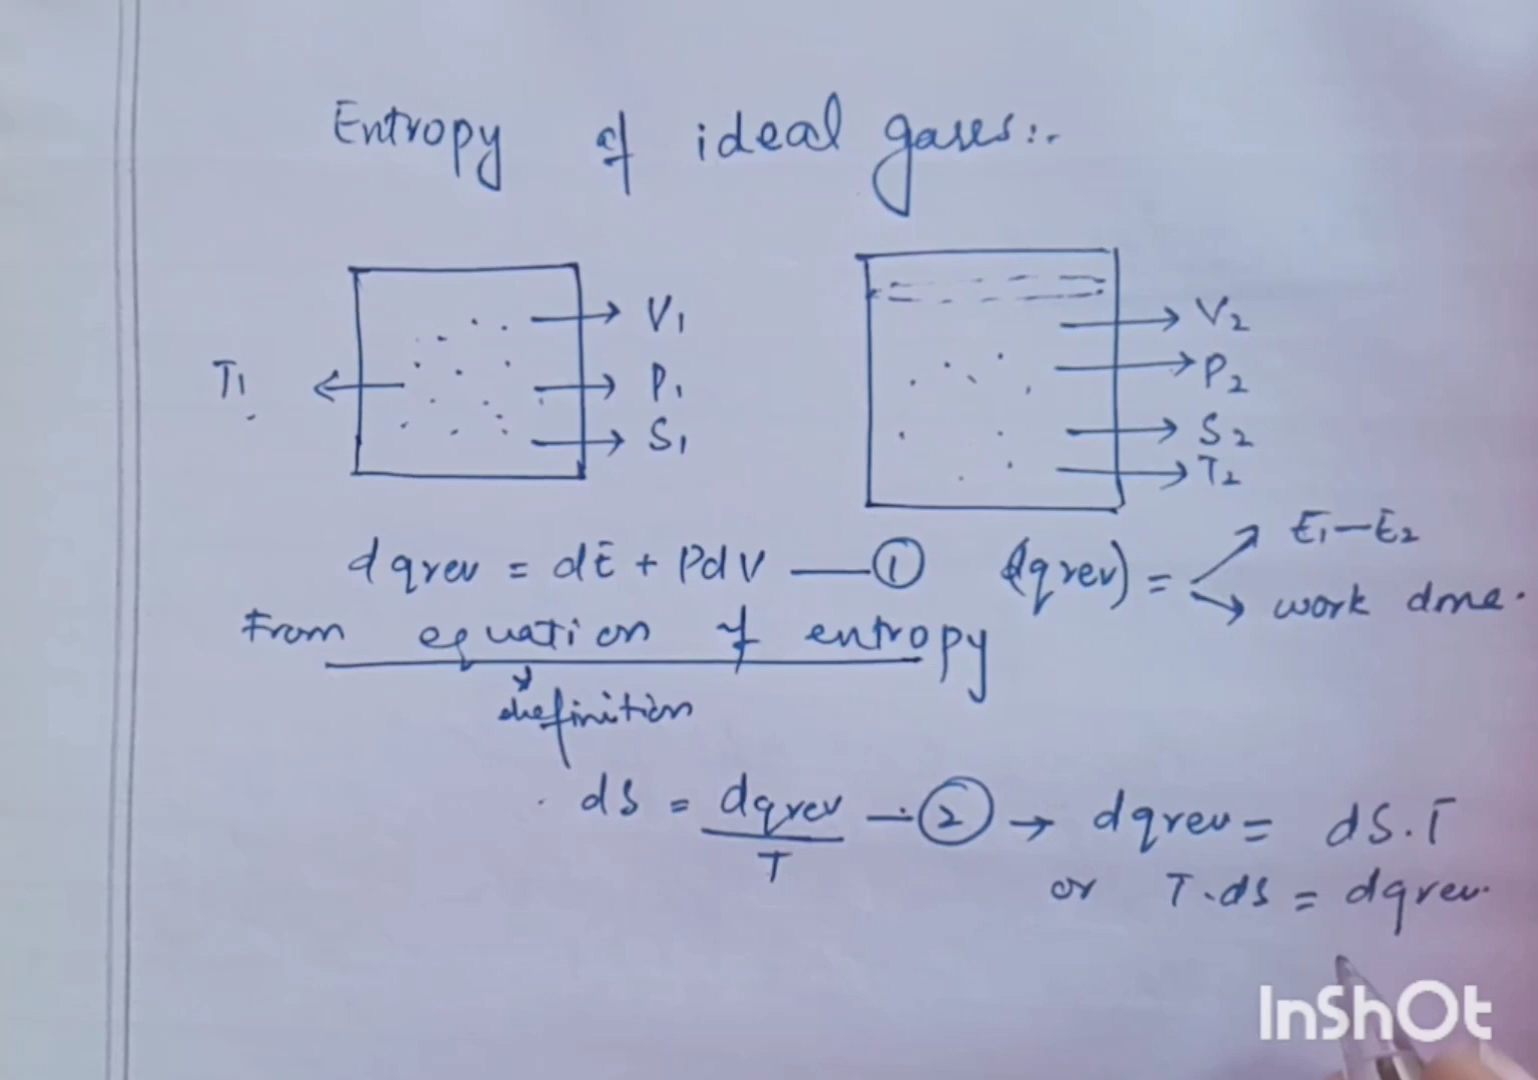 Entropy of ideal gases:-
V1
T1
P1
S1
V2
P2
S2
T2
dqrev = dE + PdV — ①
(dqrev) =
E1-E2
work done.
From equation of entropy
definition
dS = dqrev / T — ② → dqrev = dS.T
or T.dS = dqrev.
InShOt